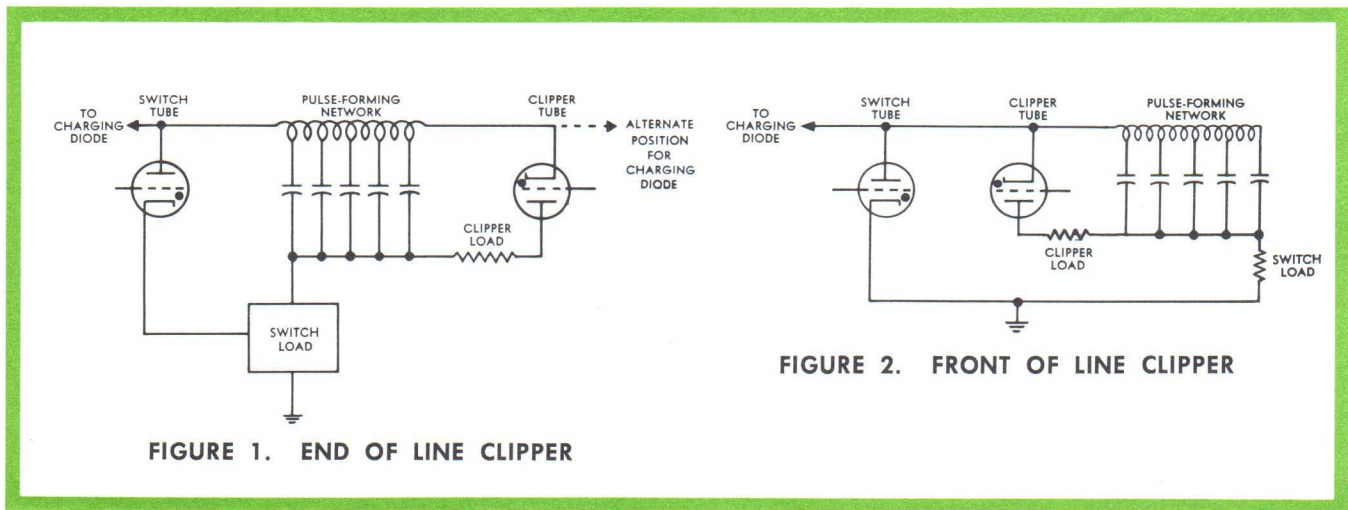 TO
CHARGING
DIODE
SWITCH
TUBE
PULSE-FORMING
NETWORK
CLIPPER
TUBE
ALTERNATE
POSITION
FOR
CHARGING
DIODE
CLIPPER
LOAD
SWITCH
LOAD
FIGURE 1. END OF LINE CLIPPER
TO
CHARGING
DIODE
SWITCH
TUBE
CLIPPER
TUBE
PULSE-FORMING
NETWORK
CLIPPER
LOAD
SWITCH
LOAD
FIGURE 2. FRONT OF LINE CLIPPER